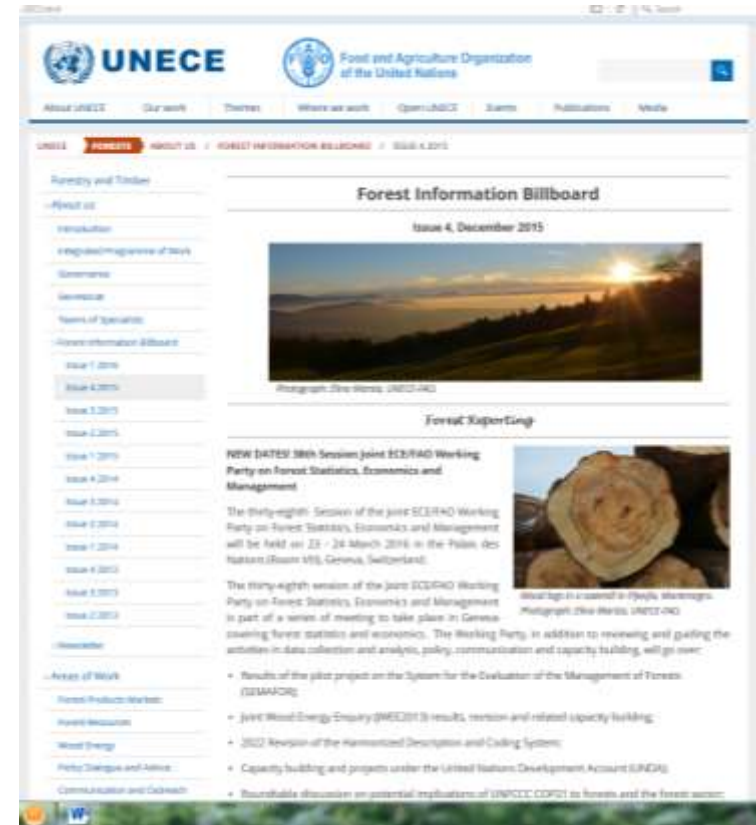 Search
UNECE
Food and Agriculture Organization
of the United Nations
About UNECE Our work Themes Where we work Open UNECE Events Publications Media
UNECE FORESTS ABOUT US / FOREST INFORMATION BILLBOARD / ISSUE 4 2015
Forestry and Timber
About us
Introduction
Integrated Programme of Work
Governance
Secretariat
Teams of Specialists
Forest Information Billboard
Issue 1 2016
Issue 4 2015
Issue 3 2015
Issue 2 2015
Issue 1 2015
Issue 4 2014
Issue 3 2014
Issue 2 2014
Issue 1 2014
Issue 4 2013
Issue 3 2013
Issue 2 2013
Newsletter
Areas of Work
Forest Products Markets
Forest Resources
Wood Energy
Policy Dialogue and Advice
Communication and Outreach
Forest Information Billboard
Issue 4, December 2015
Photograph: UNECE-FAO
Forest Reporting
NEW DATES! 38th Session Joint ECE/FAO Working
Party on Forest Statistics, Economics and
Management
The thirty-eighth Session of the Joint ECE/FAO Working
Party on Forest Statistics, Economics and Management
will be held on 23 - 24 March 2016 in the Palais des
Nations (Room VII), Geneva, Switzerland.
The thirty-eighth session of the Joint ECE/FAO Working
Party on Forest Statistics, Economics and Management
is part of a series of meeting to take place in Geneva
covering forest statistics and economics. The Working Party, in addition to reviewing and guiding the
activities in data collection and analysis, policy, communication and capacity building, will go over:
Wood logs in a sawmill in Pljevlja, Montenegro.
Photograph: UNECE-FAO
• Results of the pilot project on the System for the Evaluation of the Management of Forests
(SEMAFOR);
• Joint Wood Energy Enquiry (JWEE2013) results, revision and related capacity building;
• 2022 Revision of the Harmonized Description and Coding System;
• Capacity building and projects under the United Nations Development Account (UNDA);
• Roundtable discussion on potential implications of UNFCCC COP21 to forests and the forest sector;
W